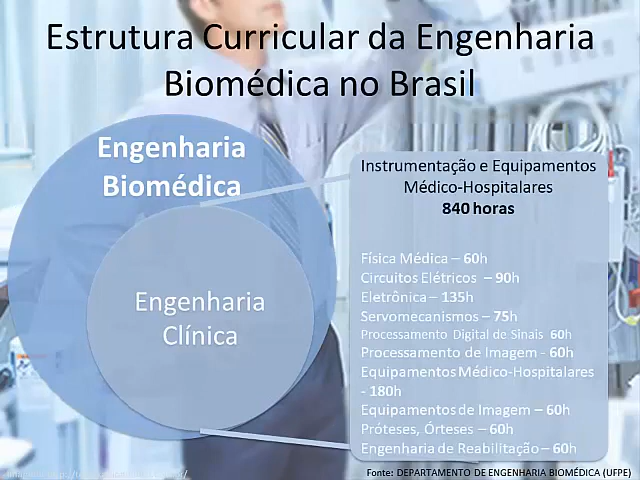 Estrutura Curricular da Engenharia
Biomédica no Brasil
Engenharia
Biomédica
Engenharia
Clínica
Instrumentação e Equipamentos
Médico-Hospitalares
840 horas
Física Médica – 60h
Circuitos Elétricos – 90h
Eletrônica – 135h
Servomecanismos – 75h
Processamento Digital de Sinais 60h
Processamento de Imagem - 60h
Equipamentos Médico-Hospitalares
- 180h
Equipamentos de Imagem – 60h
Próteses, Órteses – 60h
Engenharia de Reabilitação – 60h
Fonte: DEPARTAMENTO DE ENGENHARIA BIOMÉDICA (UFPE)